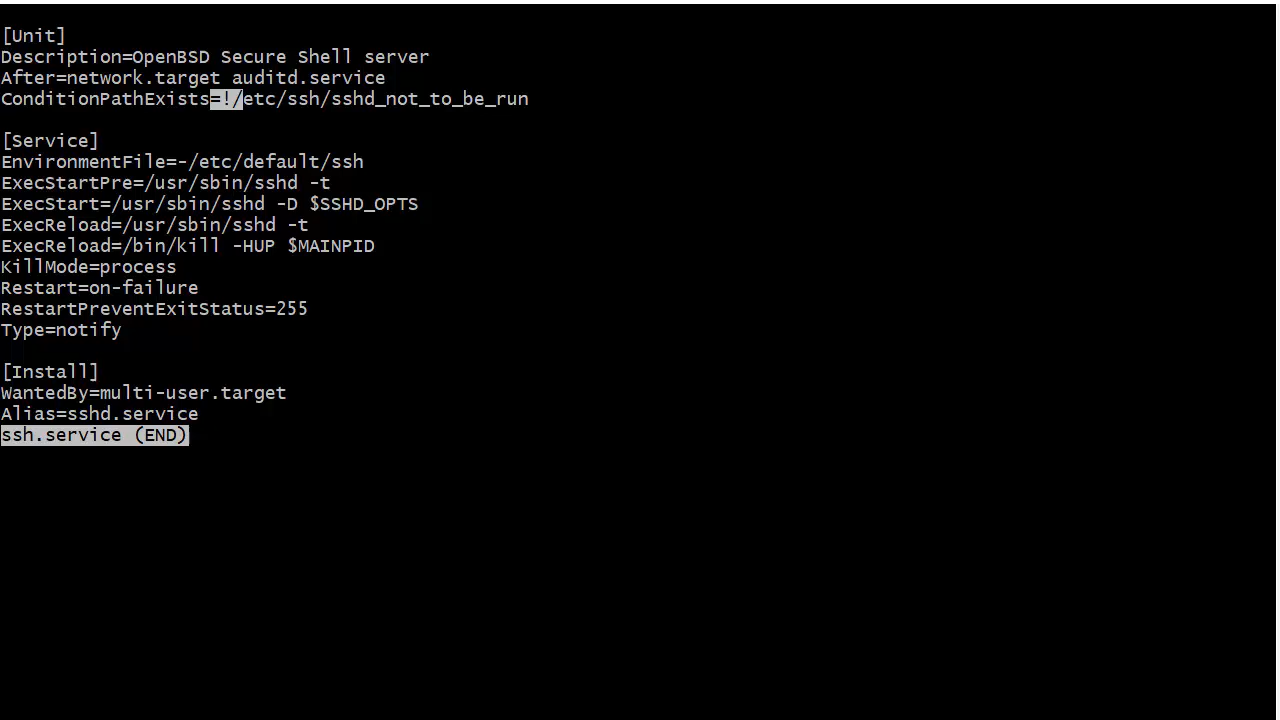 [Unit]
Description=OpenBSD Secure Shell server
After=network.target auditd.service
ConditionPathExists=!/etc/ssh/sshd_not_to_be_run
[Service]
EnvironmentFile=-/etc/default/ssh
ExecStartPre=/usr/sbin/sshd -t
ExecStart=/usr/sbin/sshd -D $SSHD_OPTS
ExecReload=/usr/sbin/sshd -t
ExecReload=/bin/kill -HUP $MAINPID
KillMode=process
Restart=on-failure
RestartPreventExitStatus=255
Type=notify
[Install]
WantedBy=multi-user.target
Alias=sshd.service
ssh.service (END)